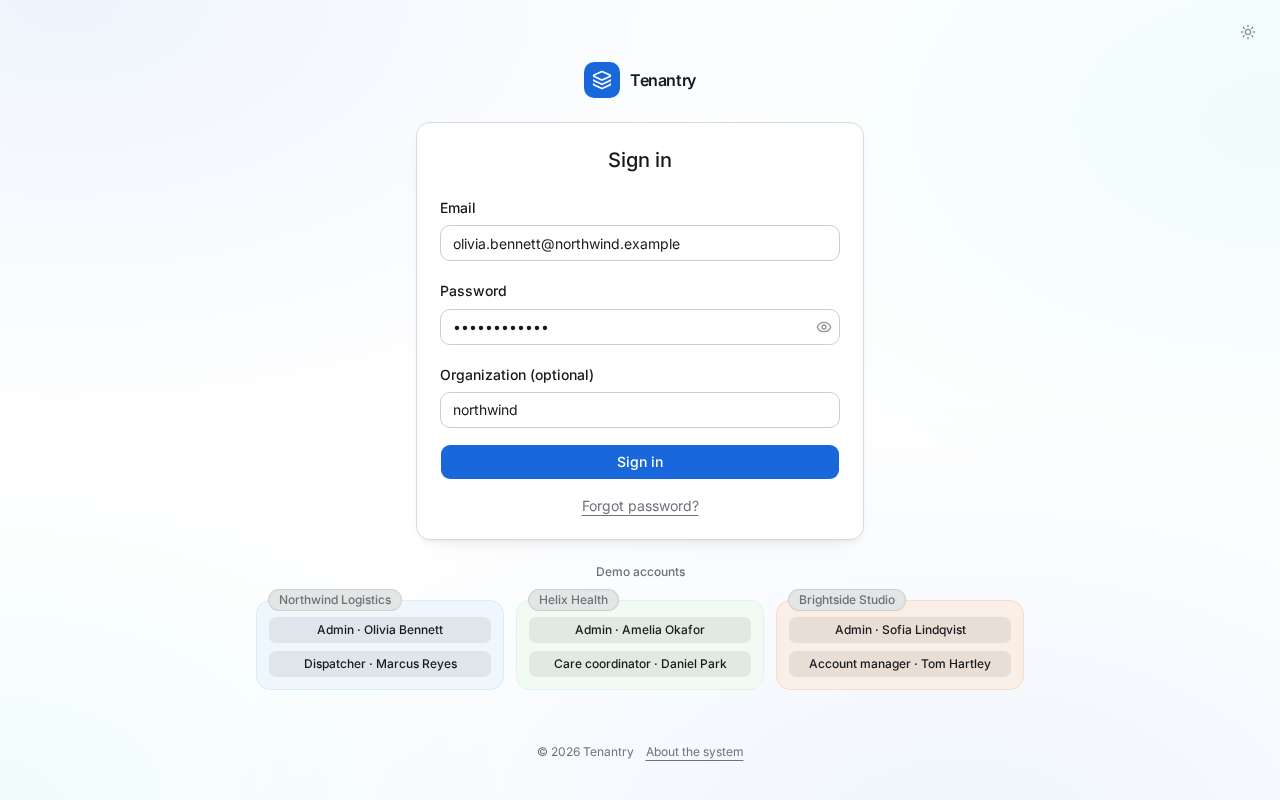 Tenantry
Sign in
Email
olivia.bennett@northwind.example
Password
••••••••••••
Organization (optional)
northwind
Sign in
Forgot password?
Demo accounts
Northwind Logistics
Admin · Olivia Bennett
Dispatcher · Marcus Reyes
Helix Health
Admin · Amelia Okafor
Care coordinator · Daniel Park
Brightside Studio
Admin · Sofia Lindqvist
Account manager · Tom Hartley
© 2026 Tenantry About the system